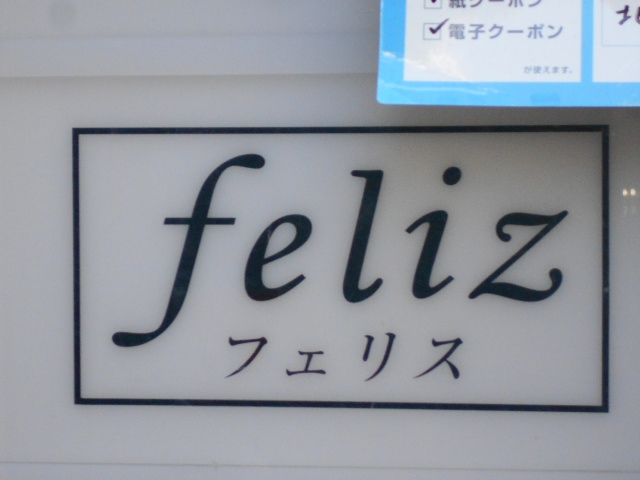 紙クーポン
電子クーポン
が使えます。
feliz
フェリス